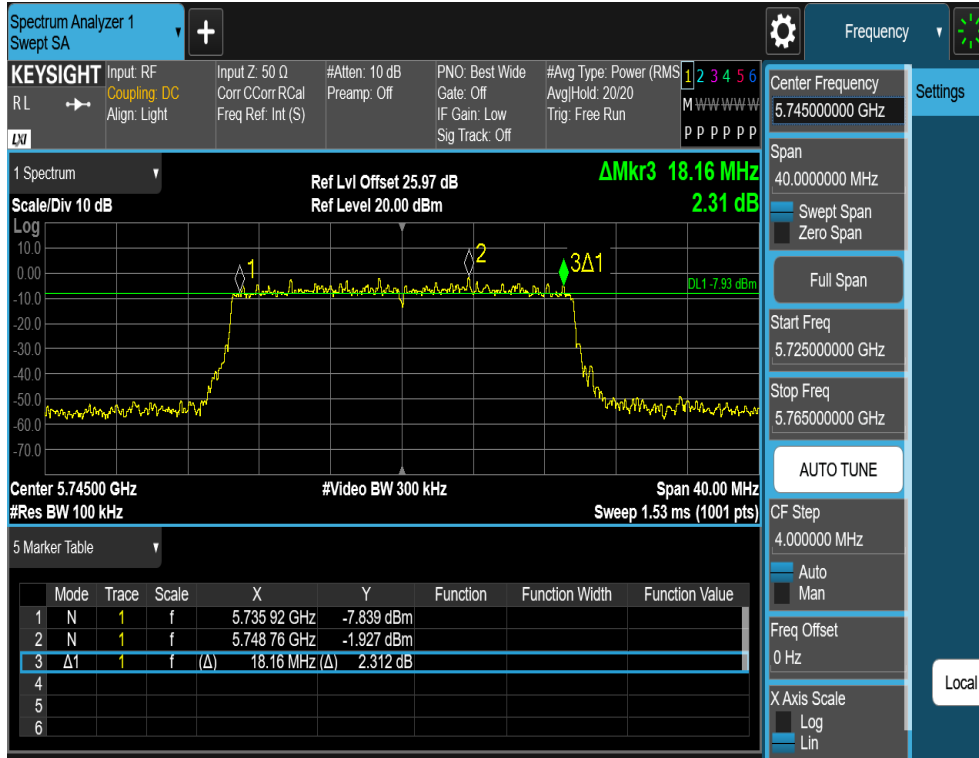 Spectrum Analyzer 1
Swept SA
+
Frequency
KEYSIGHT
RL
LXI
Input: RF
Coupling: DC
Align: Light
Input Z: 50 Ω
Corr CCorr RCal
Freq Ref: Int (S)
#Atten: 10 dB
Preamp: Off
PNO: Best Wide
Gate: Off
IF Gain: Low
Sig Track: Off
#Avg Type: Power (RMS
Avg|Hold: 20/20
Trig: Free Run
1 2 3 4 5 6
M W W W W W
P P P P P P
1 Spectrum
Scale/Div 10 dB
Ref Lvl Offset 25.97 dB
Ref Level 20.00 dBm
ΔMkr3 18.16 MHz
2.31 dB
Log
10.0
0.00
-10.0
-20.0
-30.0
-40.0
-50.0
-60.0
-70.0
1
2
3Δ1
DL1 -7.93 dBm
Center 5.74500 GHz
#Video BW 300 kHz
Span 40.00 MHz
#Res BW 100 kHz
Sweep 1.53 ms (1001 pts)
5 Marker Table
Mode Trace Scale X Y Function Function Width Function Value
1 N 1 f 5.735 92 GHz -7.839 dBm
2 N 1 f 5.748 76 GHz -1.927 dBm
3 Δ1 1 f (Δ) 18.16 MHz (Δ) 2.312 dB
4
5
6
Center Frequency
5.745000000 GHz
Span
40.0000000 MHz
Swept Span
Zero Span
Full Span
Start Freq
5.725000000 GHz
Stop Freq
5.765000000 GHz
AUTO TUNE
CF Step
4.000000 MHz
Auto
Man
Freq Offset
0 Hz
X Axis Scale
Log
Lin
Settings
Local